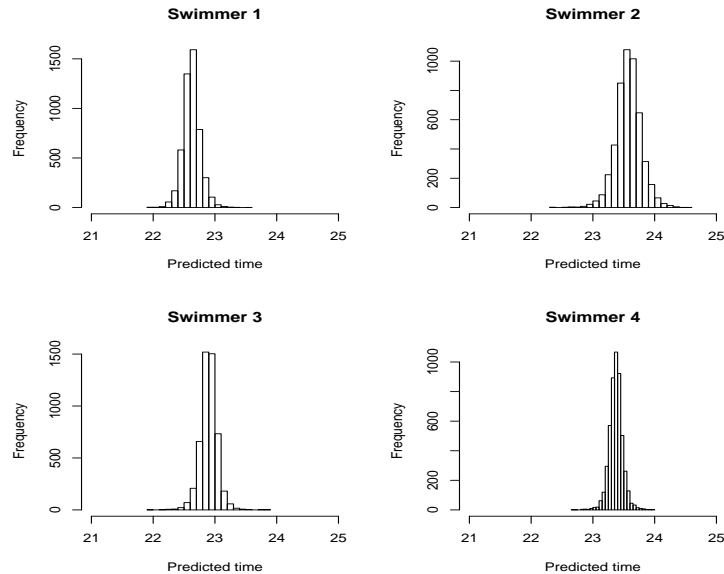 Swimmer 1
Frequency
1500
1000
500
0
21 22 23 24 25
Predicted time
Swimmer 2
Frequency
1000
600
200
0
21 22 23 24 25
Predicted time
Swimmer 3
Frequency
1500
1000
500
0
21 22 23 24 25
Predicted time
Swimmer 4
Frequency
1000
600
200
0
21 22 23 24 25
Predicted time